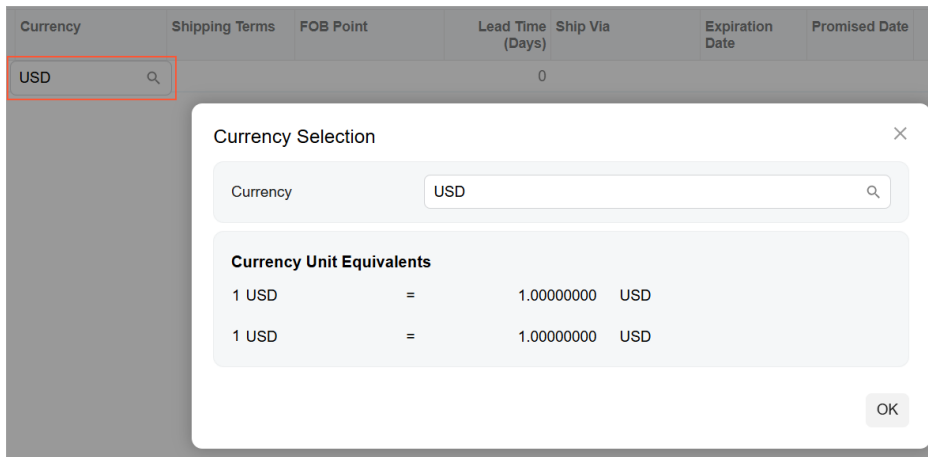 Currency Shipping Terms FOB Point Lead Time (Days) Ship Via Expiration Date Promised Date
USD 0
Currency Selection
Currency USD
Currency Unit Equivalents
1 USD = 1.00000000 USD
1 USD = 1.00000000 USD
OK